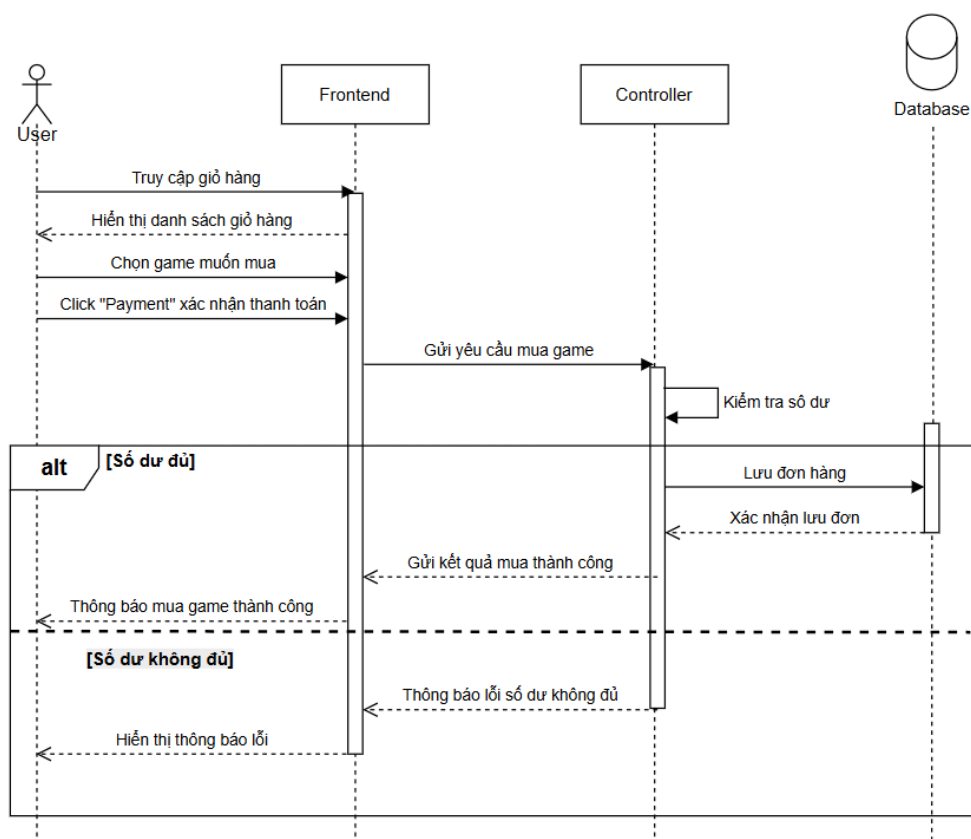 User
Frontend
Controller
Database
Truy cập giỏ hàng
Hiển thị danh sách giỏ hàng
Chọn game muốn mua
Click "Payment" xác nhận thanh toán
Gửi yêu cầu mua game
Kiểm tra số dư
alt
[Số dư đủ]
Lưu đơn hàng
Xác nhận lưu đơn
Gửi kết quả mua thành công
Thông báo mua game thành công
[Số dư không đủ]
Thông báo lỗi số dư không đủ
Hiển thị thông báo lỗi